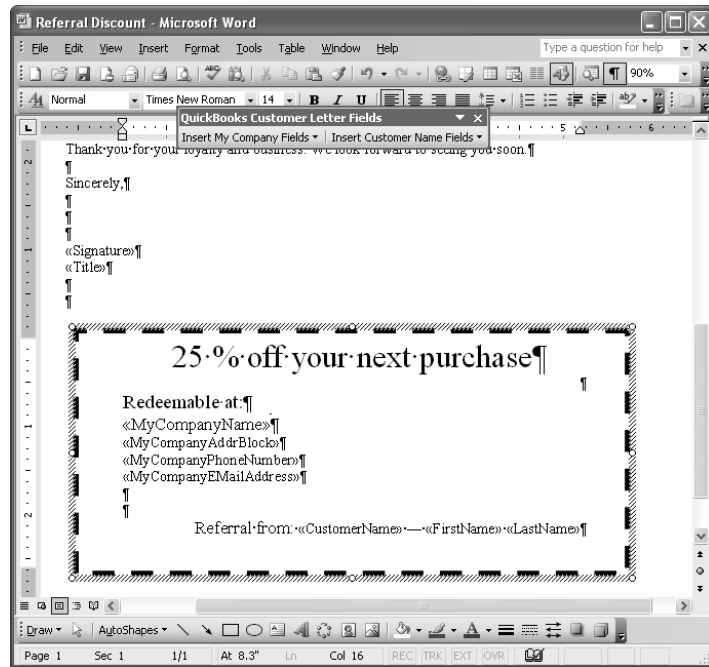 Referral Discount - Microsoft Word
File Edit View Insert Format Tools Table Window Help Type a question for help
90%
Normal Times New Roman 14 B I U
QuickBooks Customer Letter Fields
Insert My Company Fields Insert Customer Name Fields
5 6
Thank·you·for·your·loyalty·and·business.·We·look·forward·to·seeing·you·soon.¶
¶
Sincerely,¶
¶
¶
¶
«Signature»¶
«Title»¶
¶
¶
25·%·off·your·next·purchase¶
¶
Redeemable·at:¶
«MyCompanyName»¶
«MyCompanyAddrBlock»¶
«MyCompanyPhoneNumber»¶
«MyCompanyEMailAddress»¶
¶
¶
Referral·from:·«CustomerName»·—·«FirstName»·«LastName»¶
Draw AutoShapes
Page 1 Sec 1 1/1 At 8.3" Ln Col 16 REC TRK EXT OVR